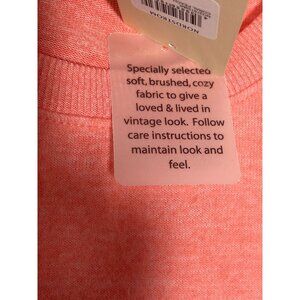 NORDSTROM
Specially selected
soft, brushed, cozy
fabric to give a
loved & lived in
vintage look. Follow
care instructions to
maintain look and
feel.